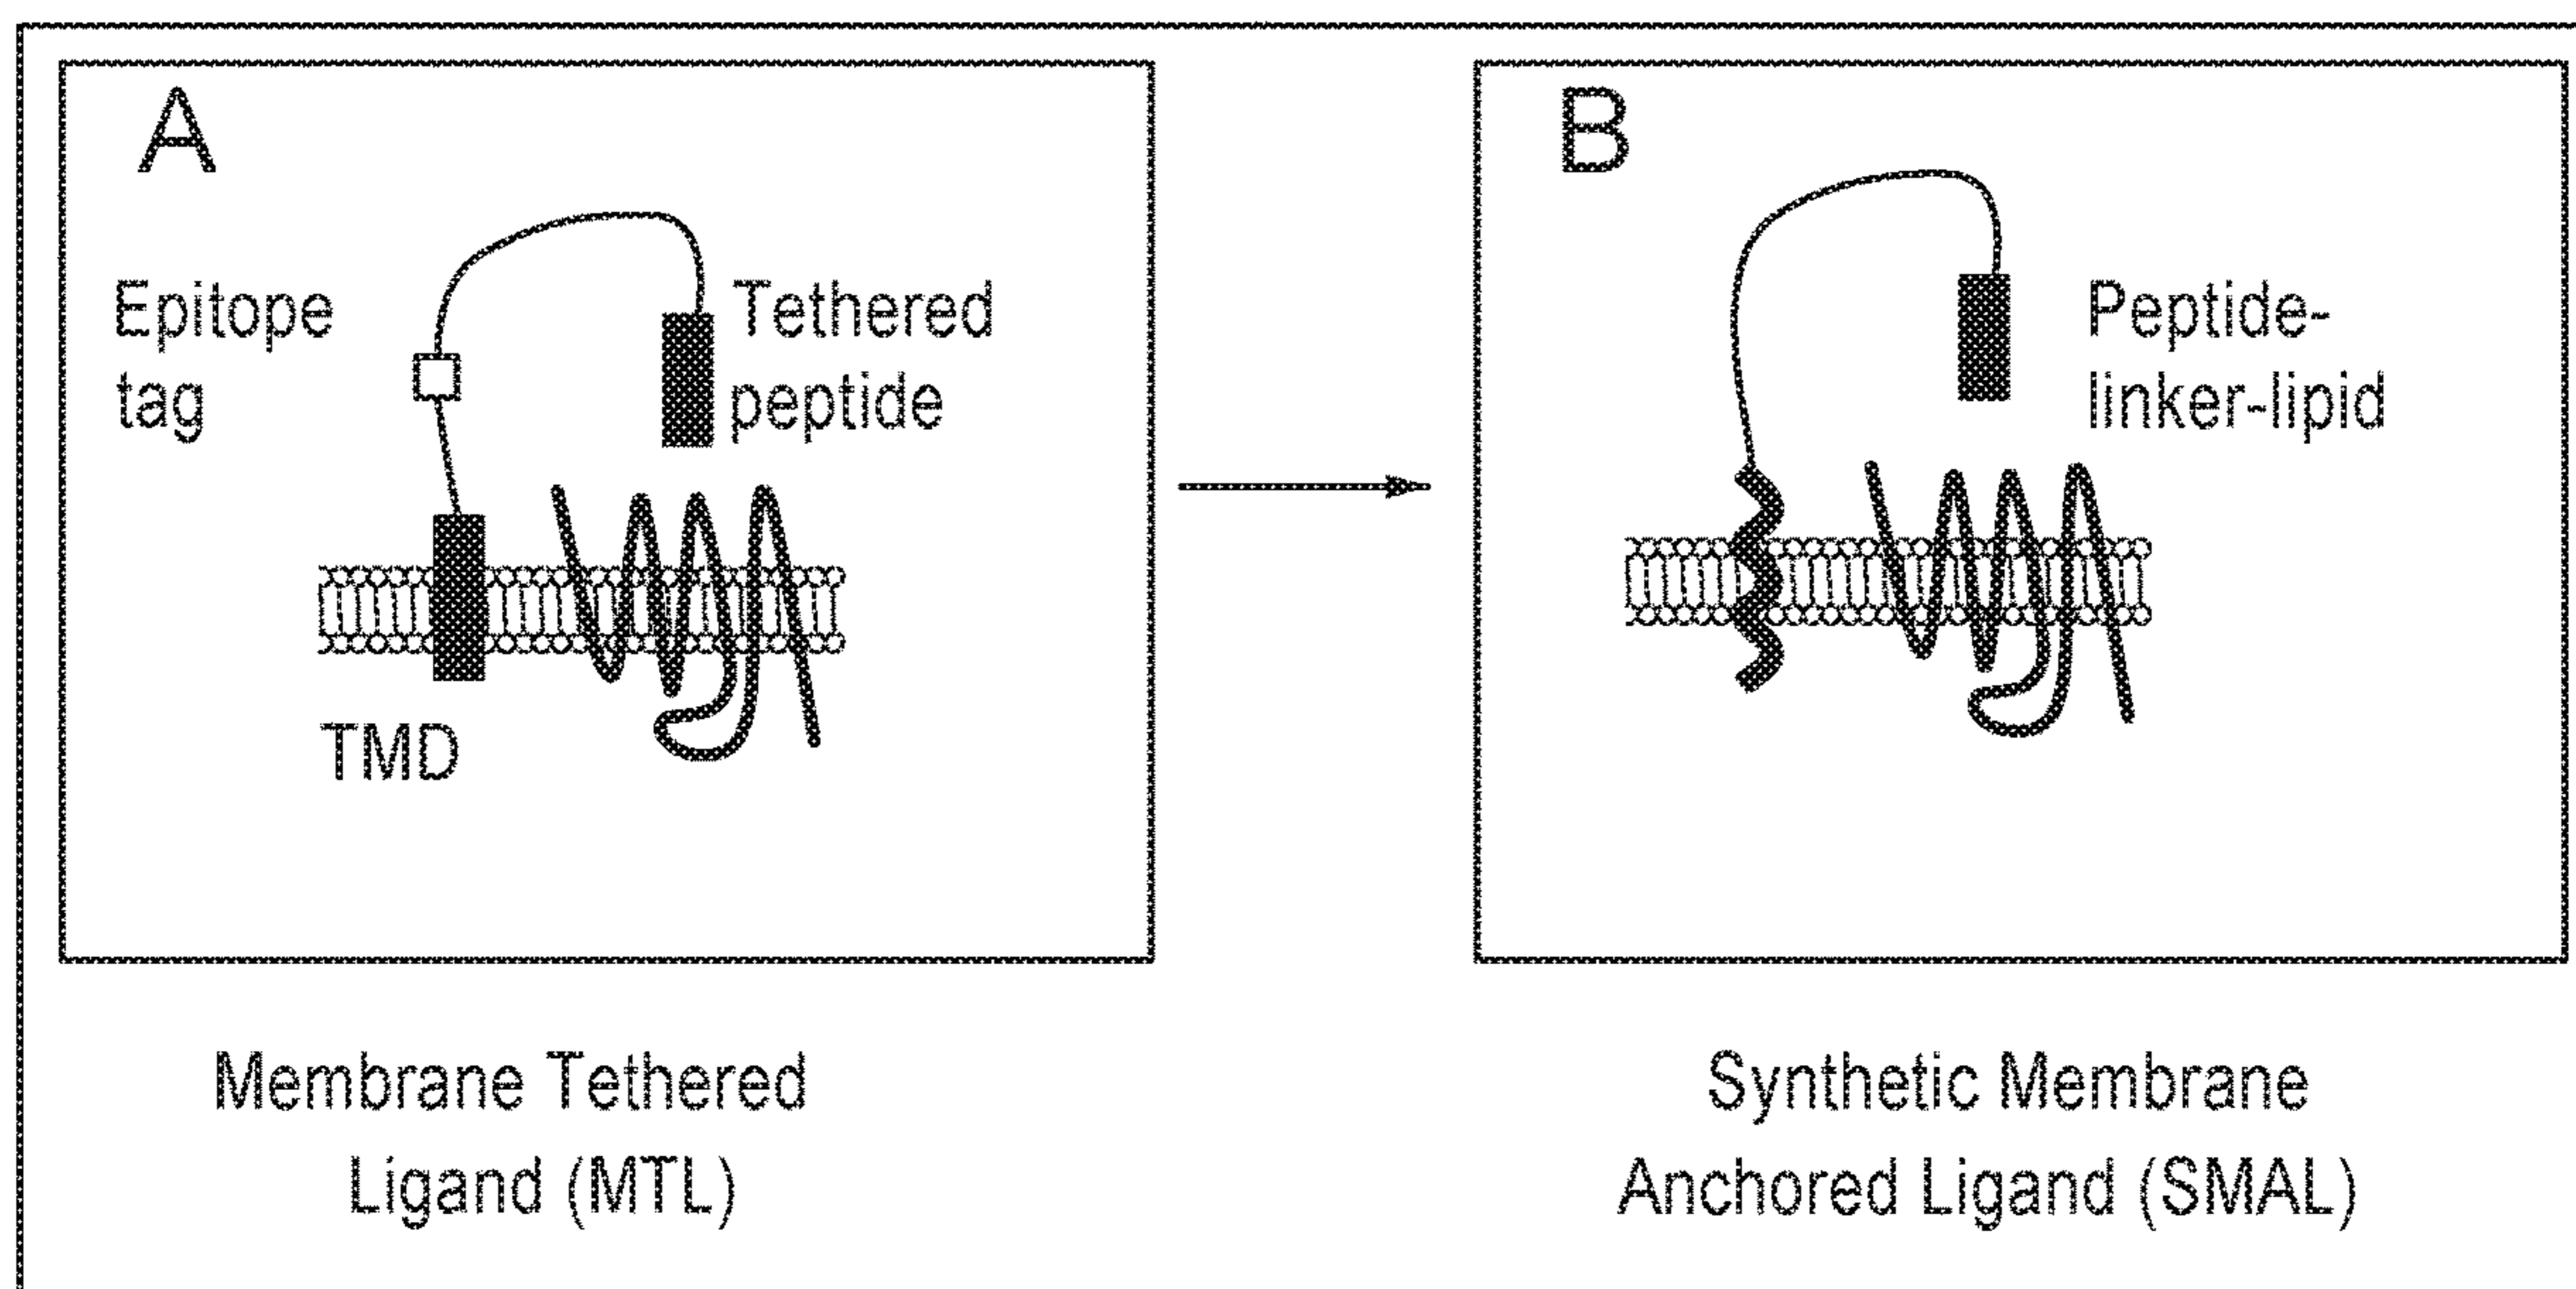 A
Epitope
tag
Tethered
peptide
TMD
B
Peptide-
linker-lipid
Membrane Tethered
Ligand (MTL)
Synthetic Membrane
Anchored Ligand (SMAL)